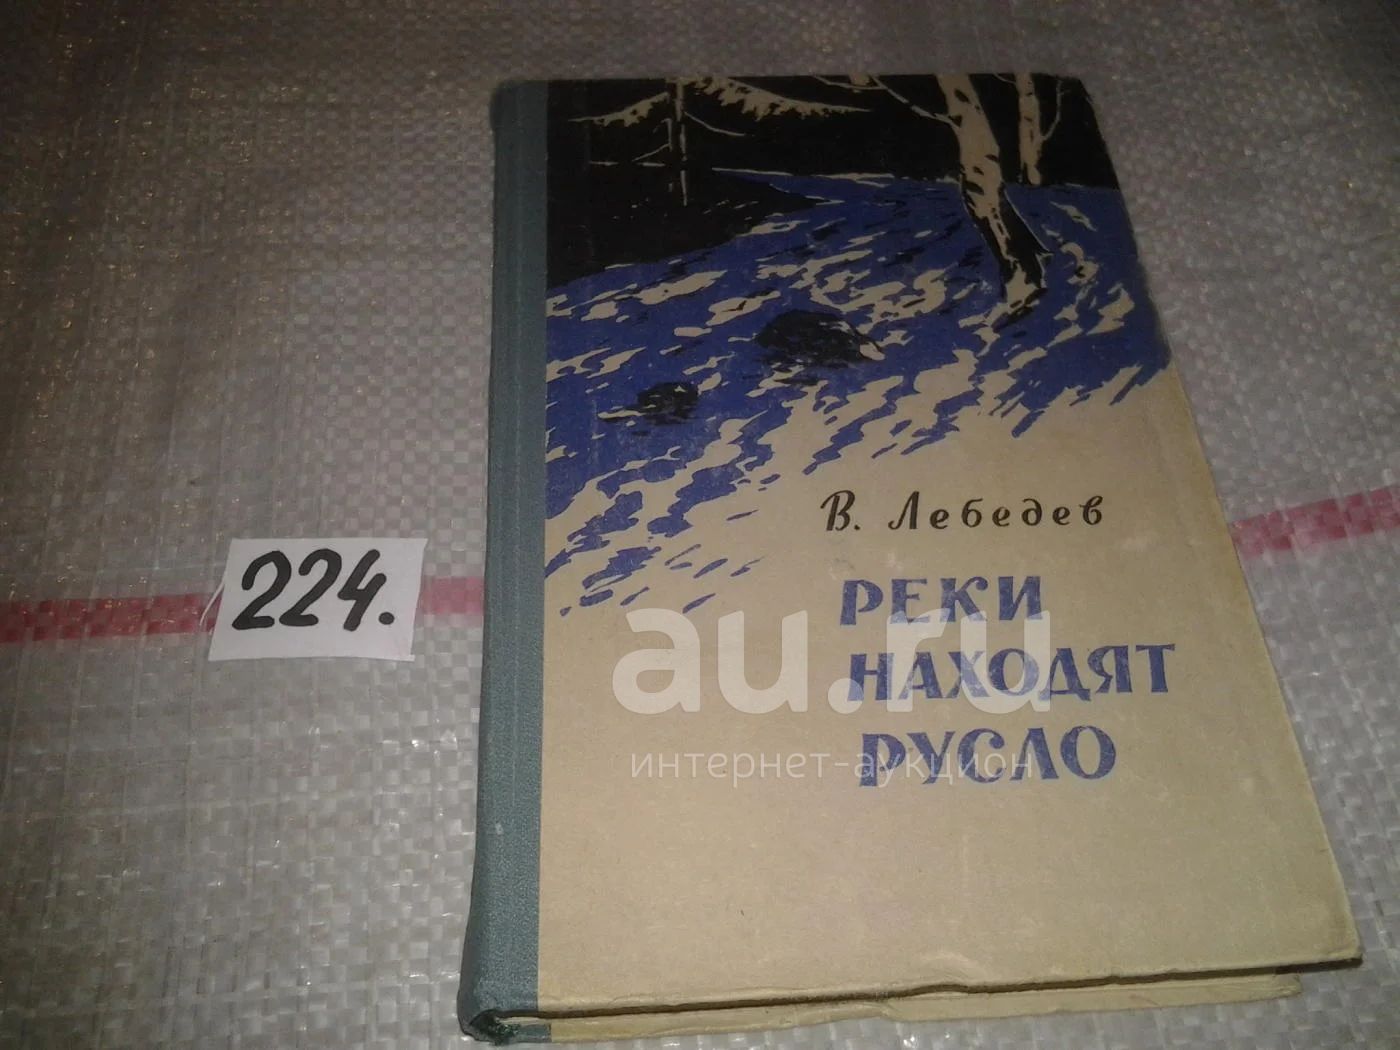 В. Лебедев
РЕКИ
НАХОДЯТ
РУСЛО
224.
au.ru
интернет-аукцион